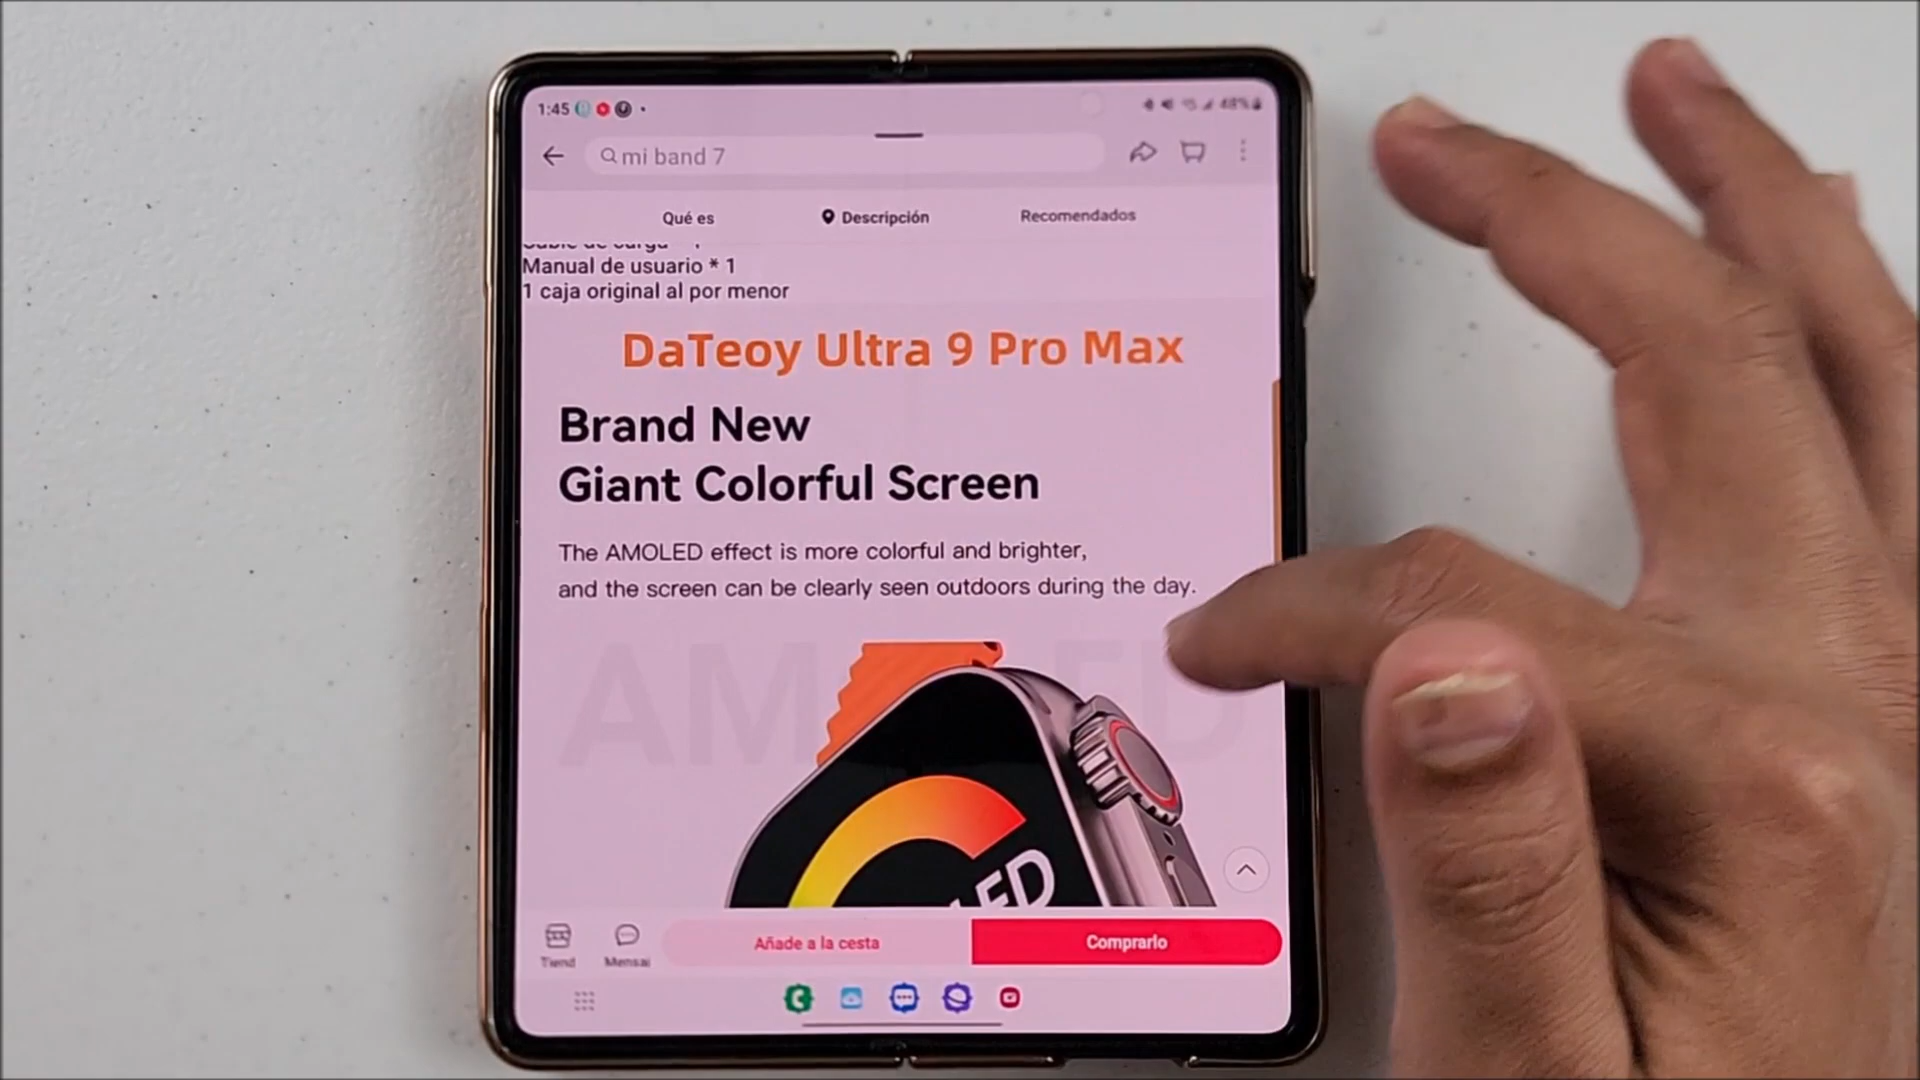 1:45
48%
mi band 7
Qué es
Descripción
Recomendados
Manual de usuario * 1
1 caja original al por menor
DaTeoy Ultra 9 Pro Max
Brand New
Giant Colorful Screen
The AMOLED effect is more colorful and brighter,
and the screen can be clearly seen outdoors during the day.
Tiend
Mensaj
Añade a la cesta
Comprarlo